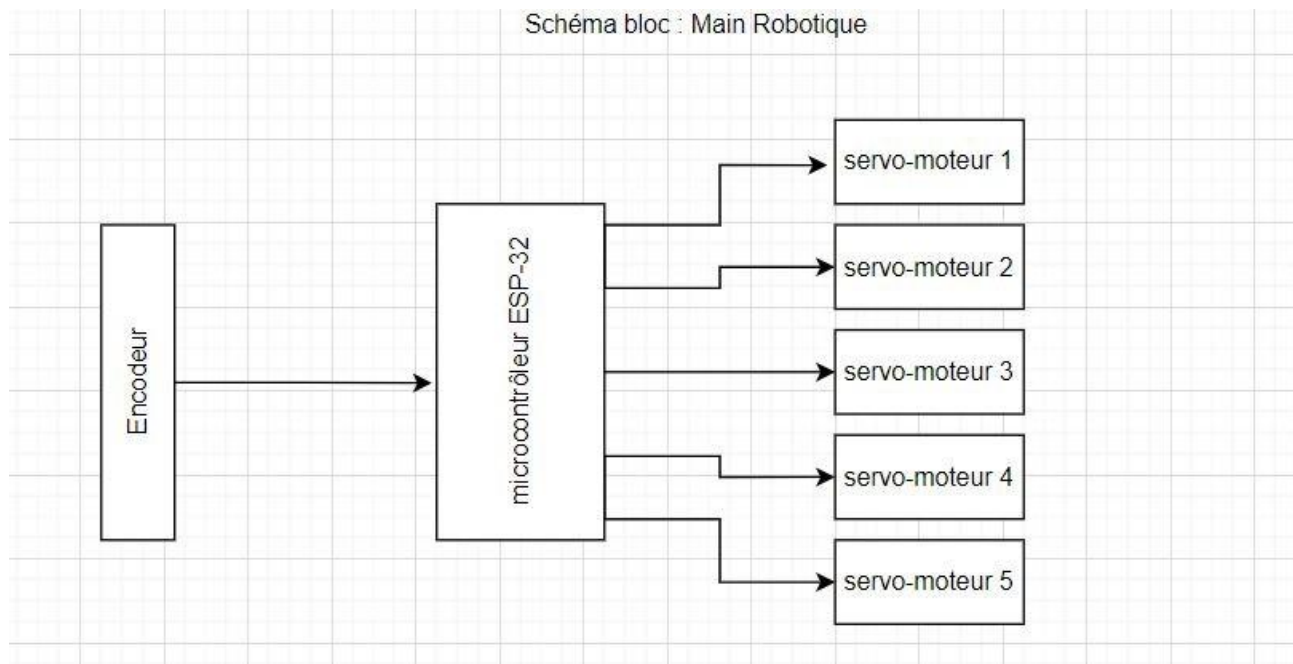 Schéma bloc : Main Robotique
Encodeur
microcontrôleur ESP-32
servo-moteur 1
servo-moteur 2
servo-moteur 3
servo-moteur 4
servo-moteur 5